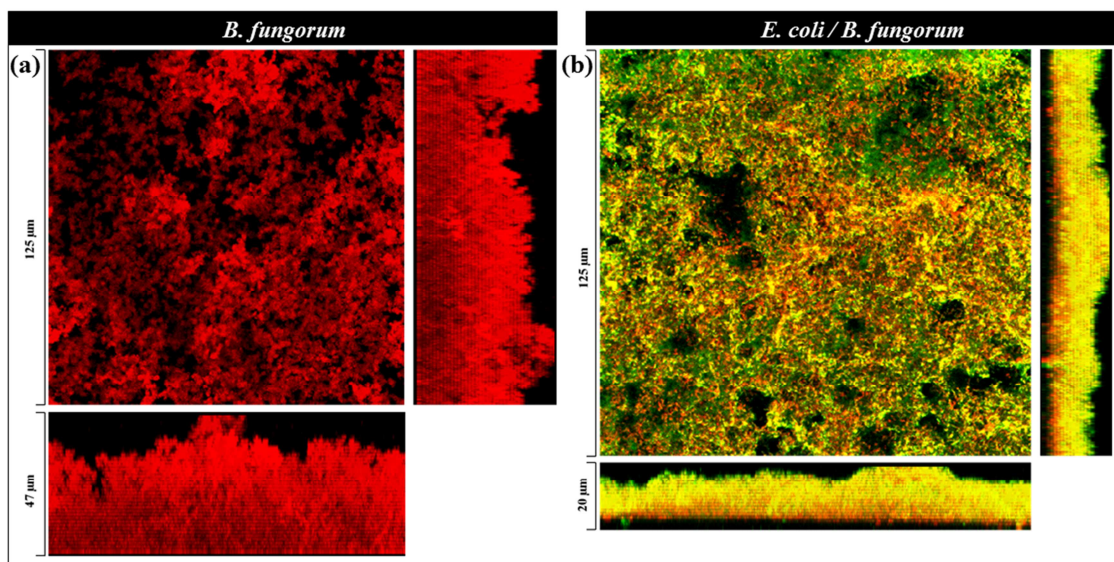 B. fungorum
E. coli / B. fungorum
(a)
125 µm
47 µm
(b)
125 µm
20 µm